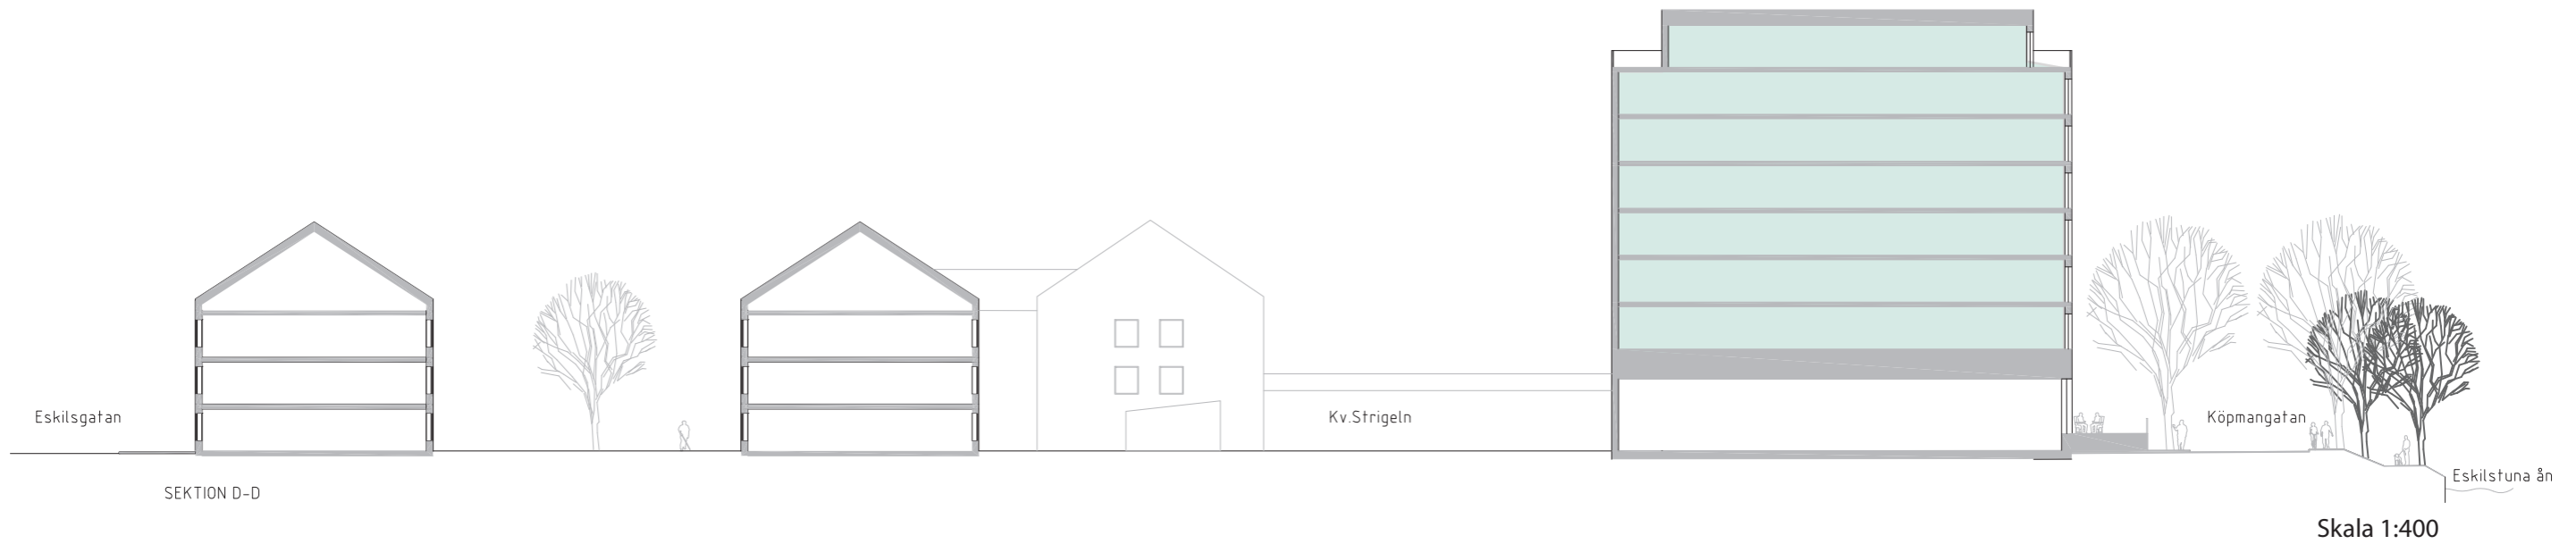 Eskilsgatan
Kv.Strigeln
Köpmangatan
Eskilstuna ån
SEKTION D-D
Skala 1:400